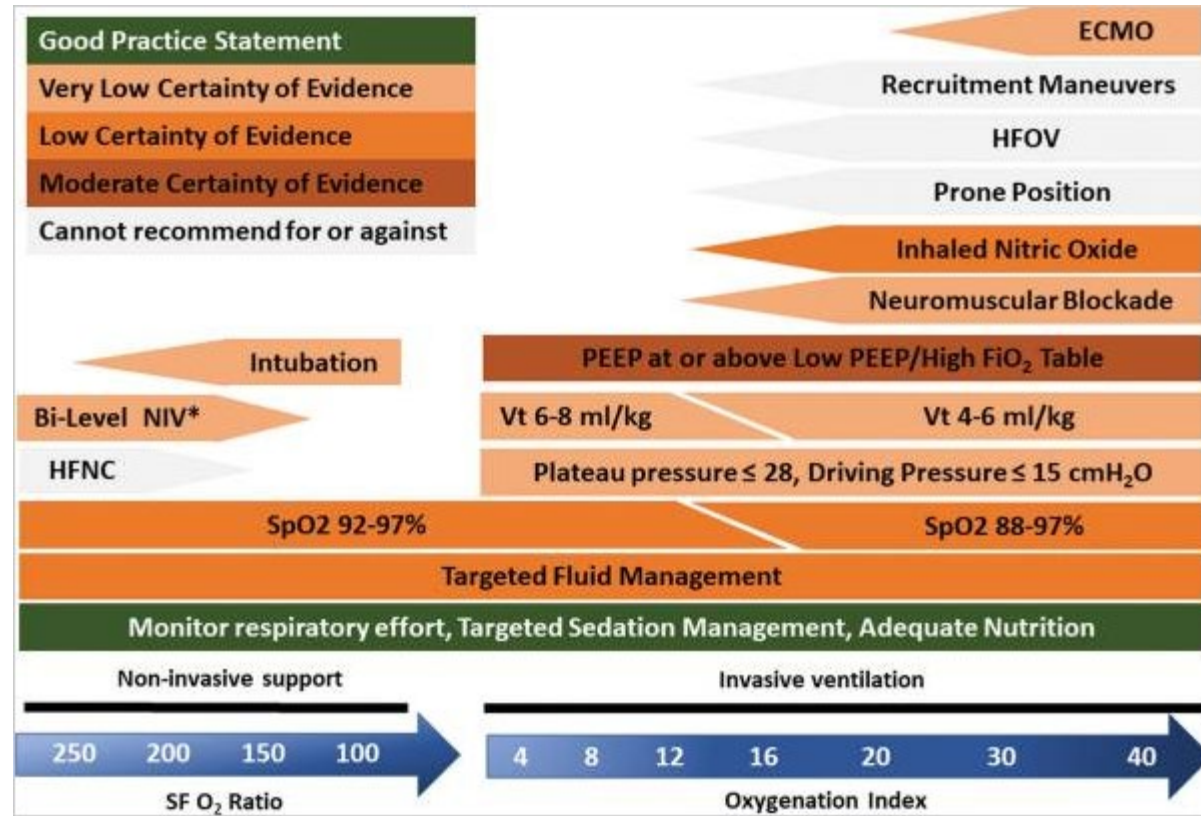 Good Practice Statement
Very Low Certainty of Evidence
Low Certainty of Evidence
Moderate Certainty of Evidence
Cannot recommend for or against
ECMO
Recruitment Maneuvers
HFOV
Prone Position
Inhaled Nitric Oxide
Neuromuscular Blockade
Intubation
PEEP at or above Low PEEP/High FiO₂ Table
Bi-Level NIV*
Vt 6-8 ml/kg
Vt 4-6 ml/kg
HFNC
Plateau pressure ≤ 28, Driving Pressure ≤ 15 cmH₂O
SpO2 92-97%
SpO2 88-97%
Targeted Fluid Management
Monitor respiratory effort, Targeted Sedation Management, Adequate Nutrition
Non-invasive support
Invasive ventilation
250 200 150 100
4 8 12 16 20 30 40
SF O₂ Ratio
Oxygenation Index